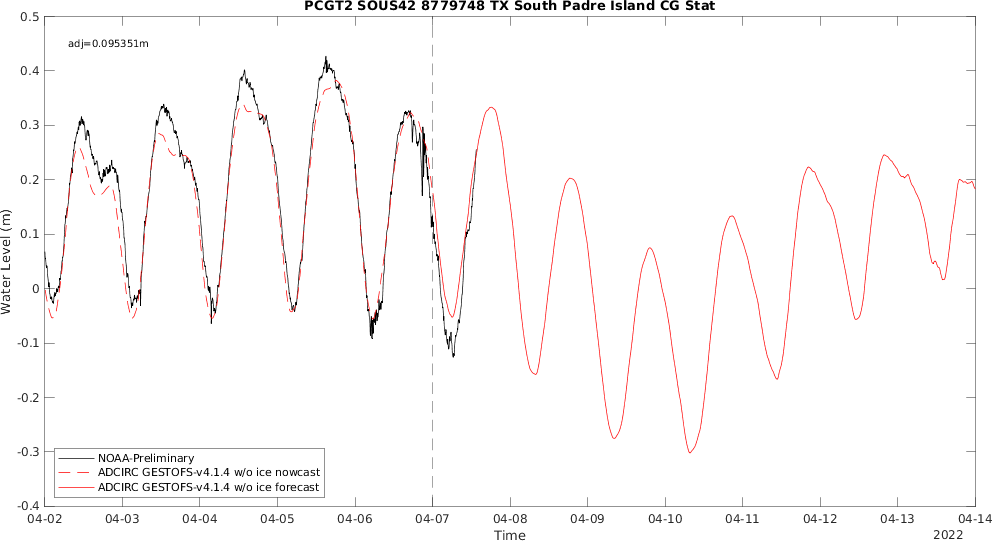 PCGT2 SOUS42 8779748 TX South Padre Island CG Stat
adj=0.095351m
0.5
0.4
0.3
0.2
0.1
0
-0.1
-0.2
-0.3
-0.4
Water Level (m)
NOAA-Preliminary
ADCIRC GESTOFS-v4.1.4 w/o ice nowcast
ADCIRC GESTOFS-v4.1.4 w/o ice forecast
04-02 04-03 04-04 04-05 04-06 04-07 04-08 04-09 04-10 04-11 04-12 04-13 04-14
Time
2022